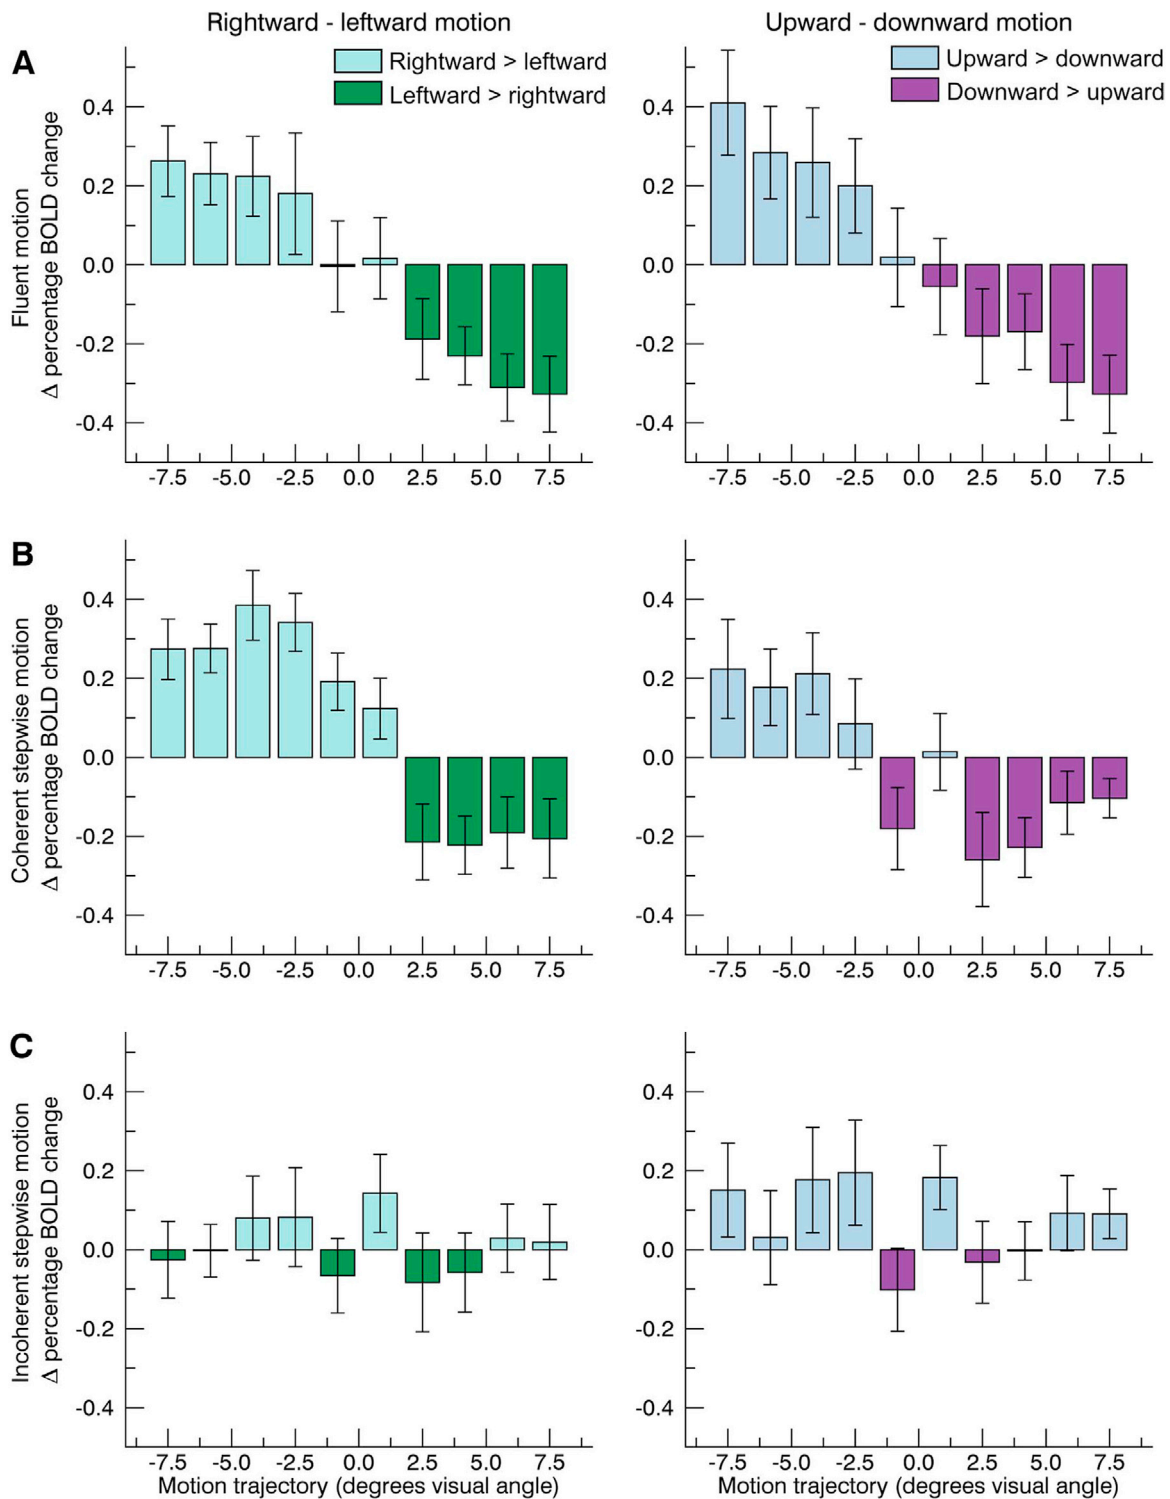 Rightward - leftward motion
Upward - downward motion
A
Rightward > leftward
Leftward > rightward
Upward > downward
Downward > upward
Fluent motion
Δ percentage BOLD change
0.4
0.2
0.0
-0.2
-0.4
-7.5 -5.0 -2.5 0.0 2.5 5.0 7.5
0.4
0.2
0.0
-0.2
-0.4
-7.5 -5.0 -2.5 0.0 2.5 5.0 7.5
B
Coherent stepwise motion
Δ percentage BOLD change
0.4
0.2
0.0
-0.2
-0.4
-7.5 -5.0 -2.5 0.0 2.5 5.0 7.5
0.4
0.2
0.0
-0.2
-0.4
-7.5 -5.0 -2.5 0.0 2.5 5.0 7.5
C
Incoherent stepwise motion
Δ percentage BOLD change
0.4
0.2
0.0
-0.2
-0.4
-7.5 -5.0 -2.5 0.0 2.5 5.0 7.5
Motion trajectory (degrees visual angle)
0.4
0.2
0.0
-0.2
-0.4
-7.5 -5.0 -2.5 0.0 2.5 5.0 7.5
Motion trajectory (degrees visual angle)